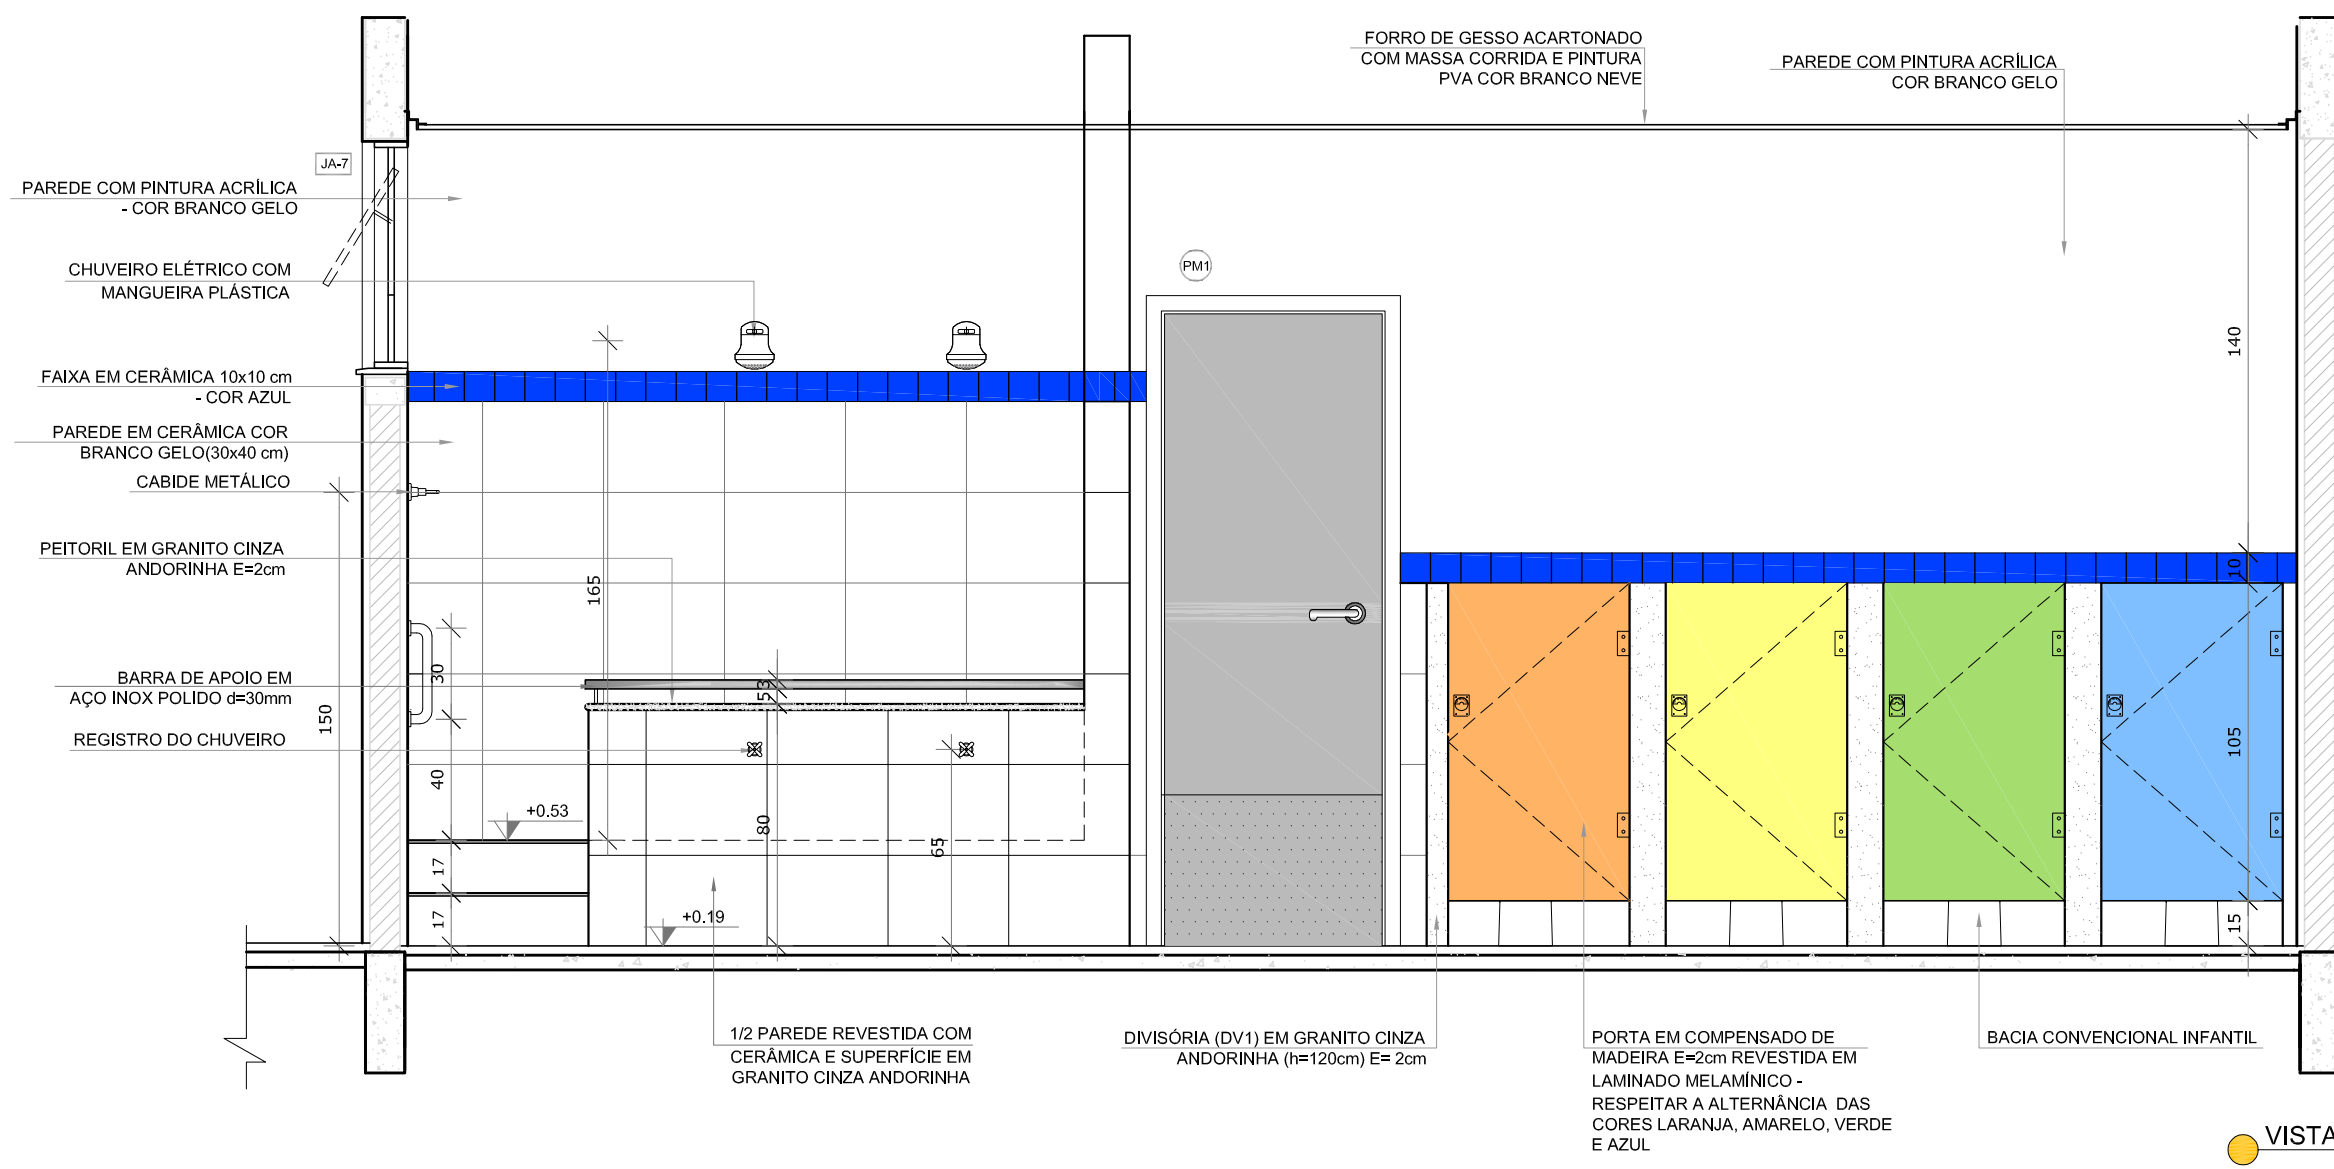 FORRO DE GESSO ACARTONADO
COM MASSA CORRIDA E PINTURA
PVA COR BRANCO NEVE
PAREDE COM PINTURA ACRÍLICA
COR BRANCO GELO
JA-7
PAREDE COM PINTURA ACRÍLICA
- COR BRANCO GELO
CHUVEIRO ELÉTRICO COM
MANGUEIRA PLÁSTICA
FAIXA EM CERÂMICA 10x10 cm
- COR AZUL
PAREDE EM CERÂMICA COR
BRANCO GELO(30x40 cm)
CABIDE METÁLICO
PEITORIL EM GRANITO CINZA
ANDORINHA E=2cm
BARRA DE APOIO EM
AÇO INOX POLIDO d=30mm
REGISTRO DO CHUVEIRO
150
30
40
17
17
165
+0.53
+0.19
53
80
65
PM1
140
10
105
15
1/2 PAREDE REVESTIDA COM
CERÂMICA E SUPERFÍCIE EM
GRANITO CINZA ANDORINHA
DIVISÓRIA (DV1) EM GRANITO CINZA
ANDORINHA (h=120cm) E= 2cm
PORTA EM COMPENSADO DE
MADEIRA E=2cm REVESTIDA EM
LAMINADO MELAMÍNICO -
RESPEITAR A ALTERNÂNCIA DAS
CORES LARANJA, AMARELO, VERDE
E AZUL
BACIA CONVENCIONAL INFANTIL
VISTA